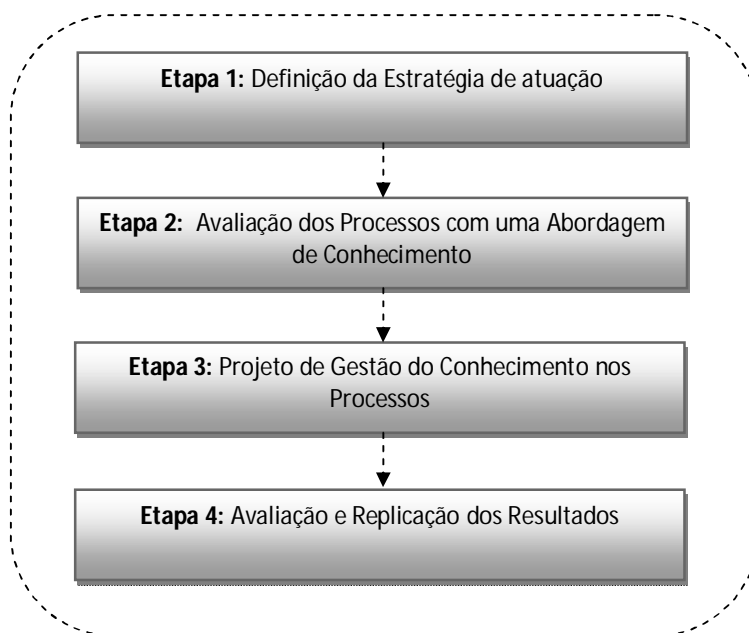 Etapa 1: Definição da Estratégia de atuação
Etapa 2: Avaliação dos Processos com uma Abordagem
de Conhecimento
Etapa 3: Projeto de Gestão do Conhecimento nos
Processos
Etapa 4: Avaliação e Replicação dos Resultados